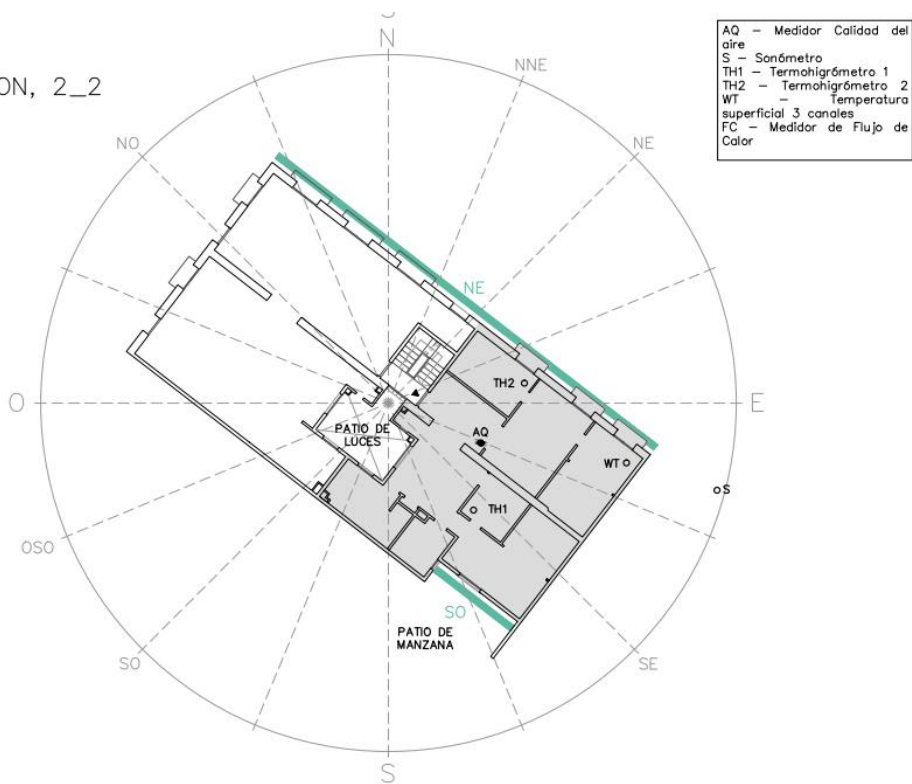 ON, 2_2
AQ – Medidor Calidad del
aire
S – Sonómetro
TH1 – Termohigrómetro 1
TH2 – Termohigrómetro 2
WT – Temperatura
superficial 3 canales
FC – Medidor de Flujo de
Calor
N
NNE
NO
NE
NE
TH2
O
E
PATIO DE
LUCES
AQ
WT
S
TH1
OSO
SO
PATIO DE
MANZANA
SO
SE
S